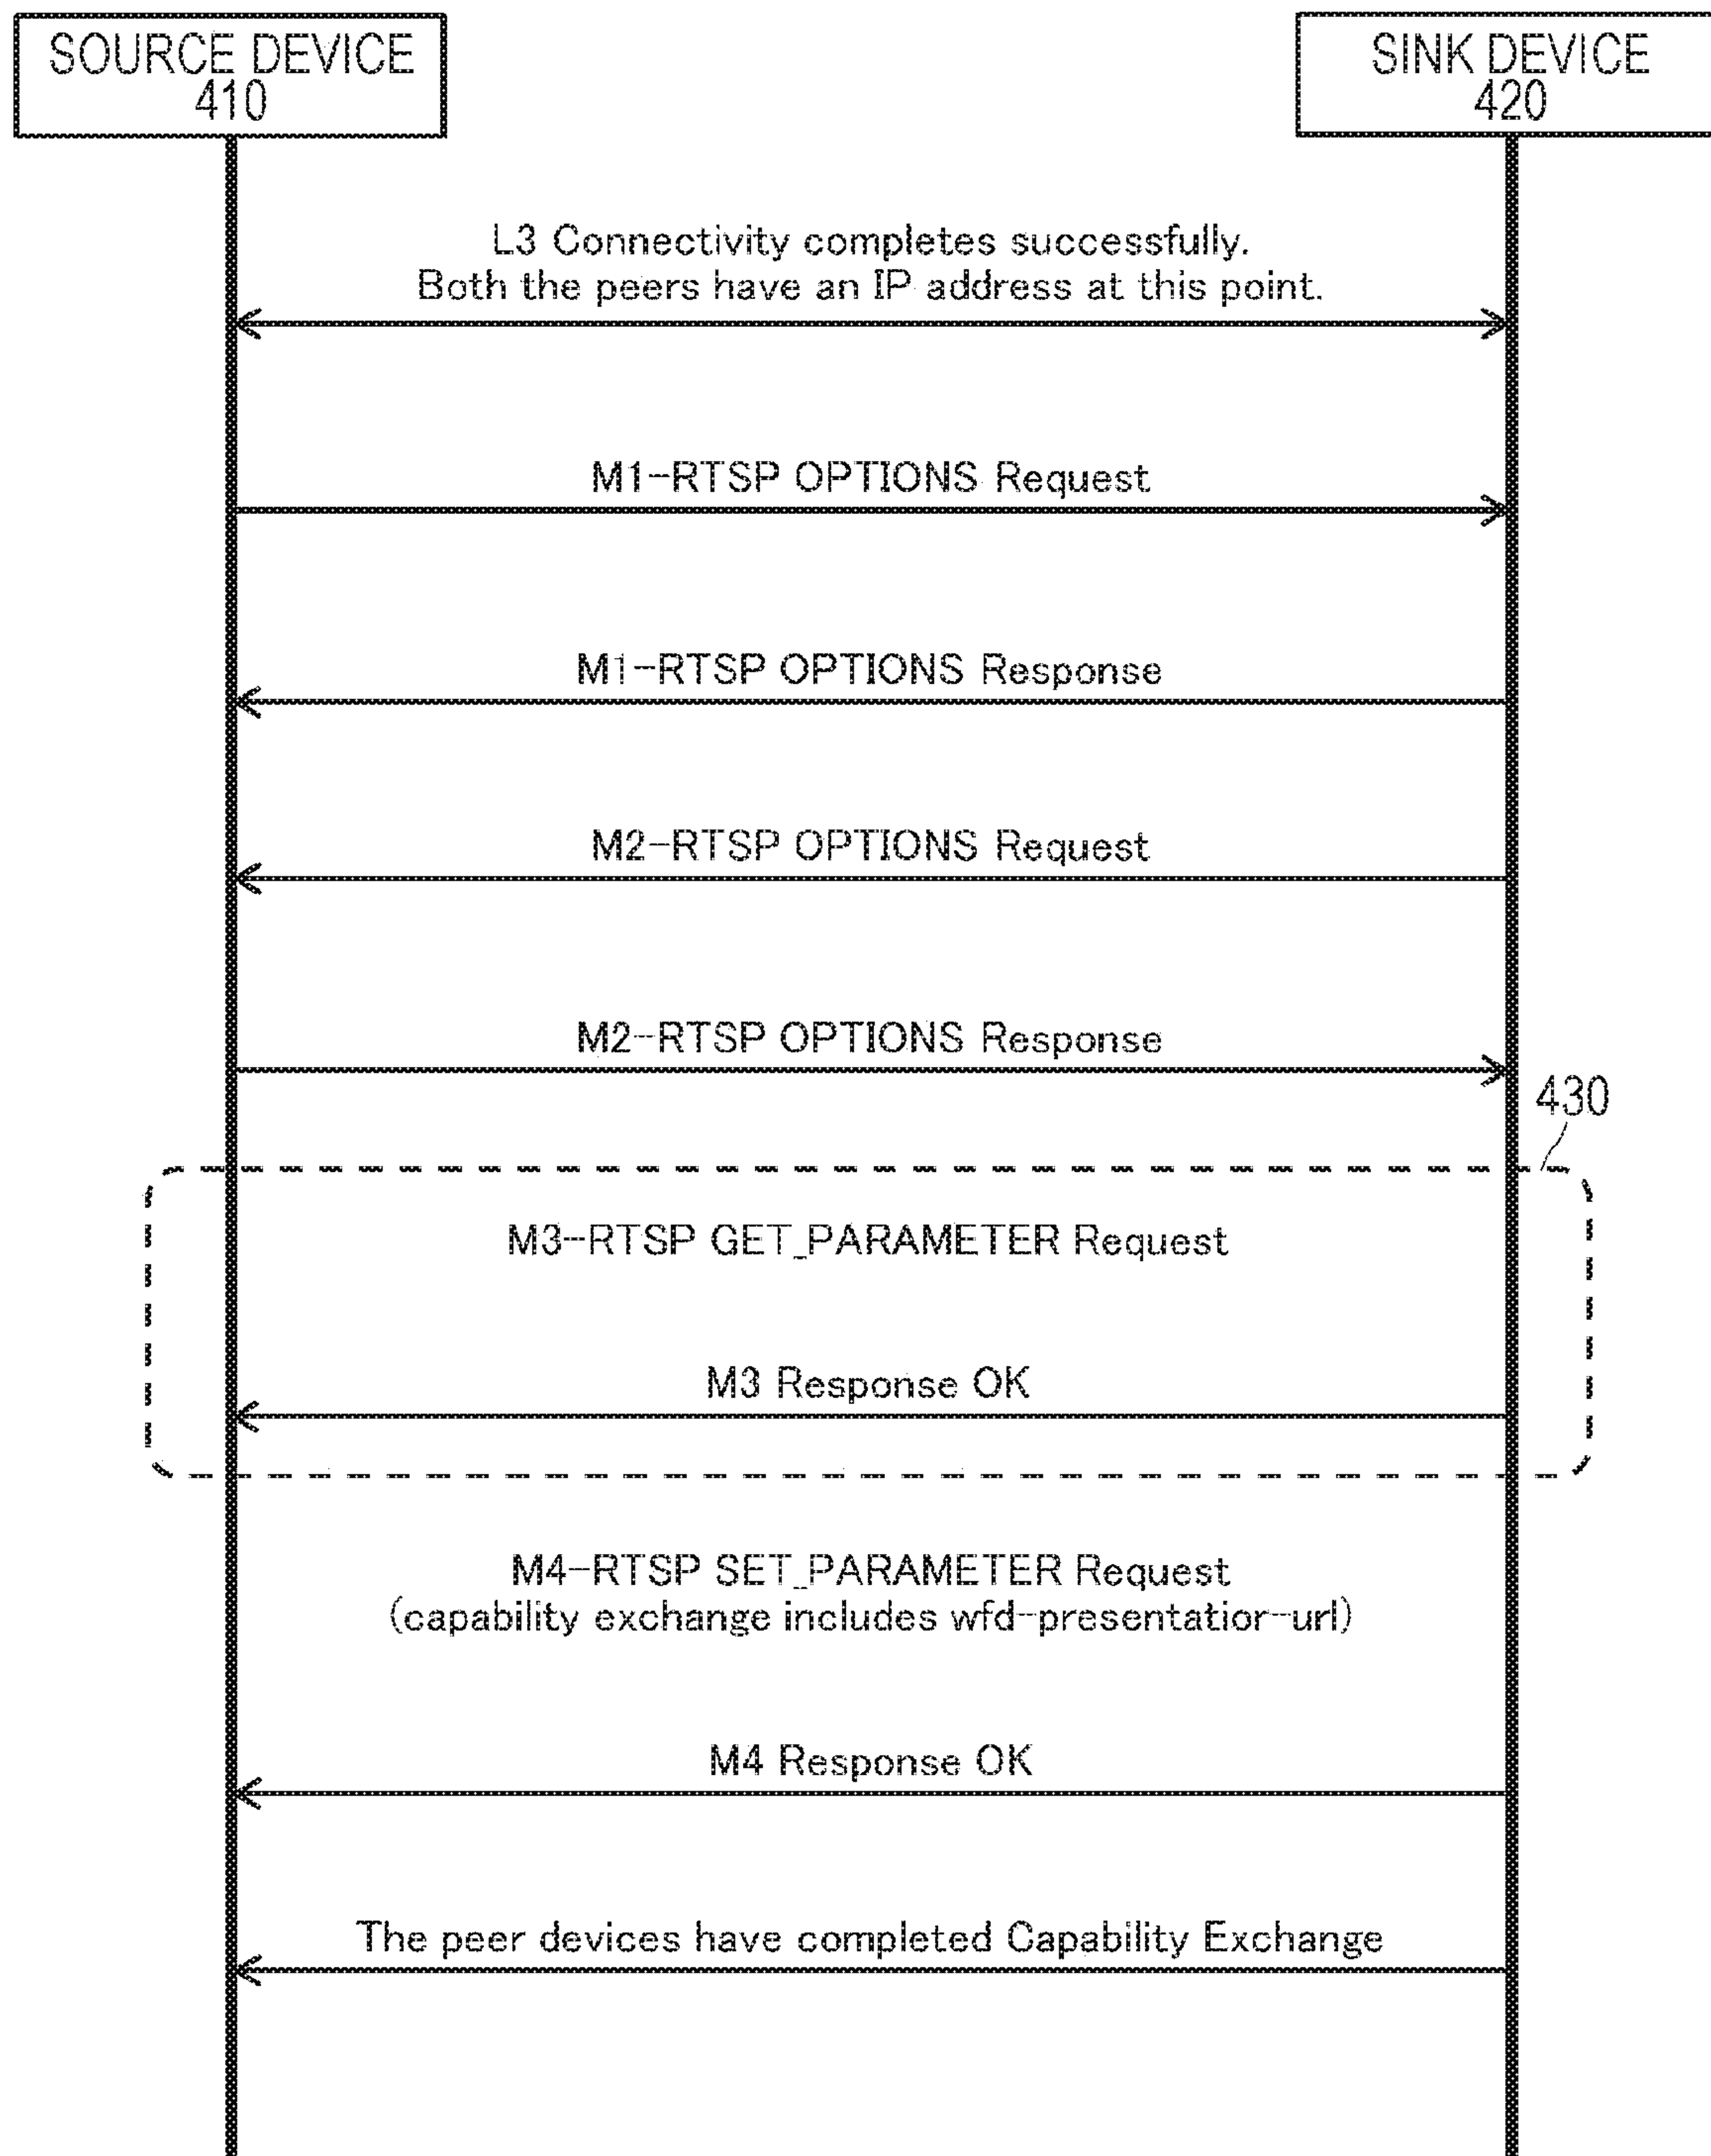 SOURCE DEVICE
410
SINK DEVICE
420
L3 Connectivity completes successfully.
Both the peers have an IP address at this point.
M1-RTSP OPTIONS Request
M1-RTSP OPTIONS Response
M2-RTSP OPTIONS Request
M2-RTSP OPTIONS Response
430
M3-RTSP GET_PARAMETER Request
M3 Response OK
M4-RTSP SET_PARAMETER Request
(capability exchange includes wfd-presentatior-url)
M4 Response OK
The peer devices have completed Capability Exchange